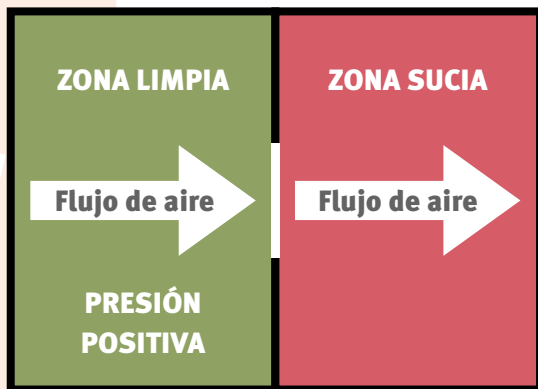 ZONA LIMPIA
Flujo de aire
PRESIÓN
POSITIVA
ZONA SUCIA
Flujo de aire